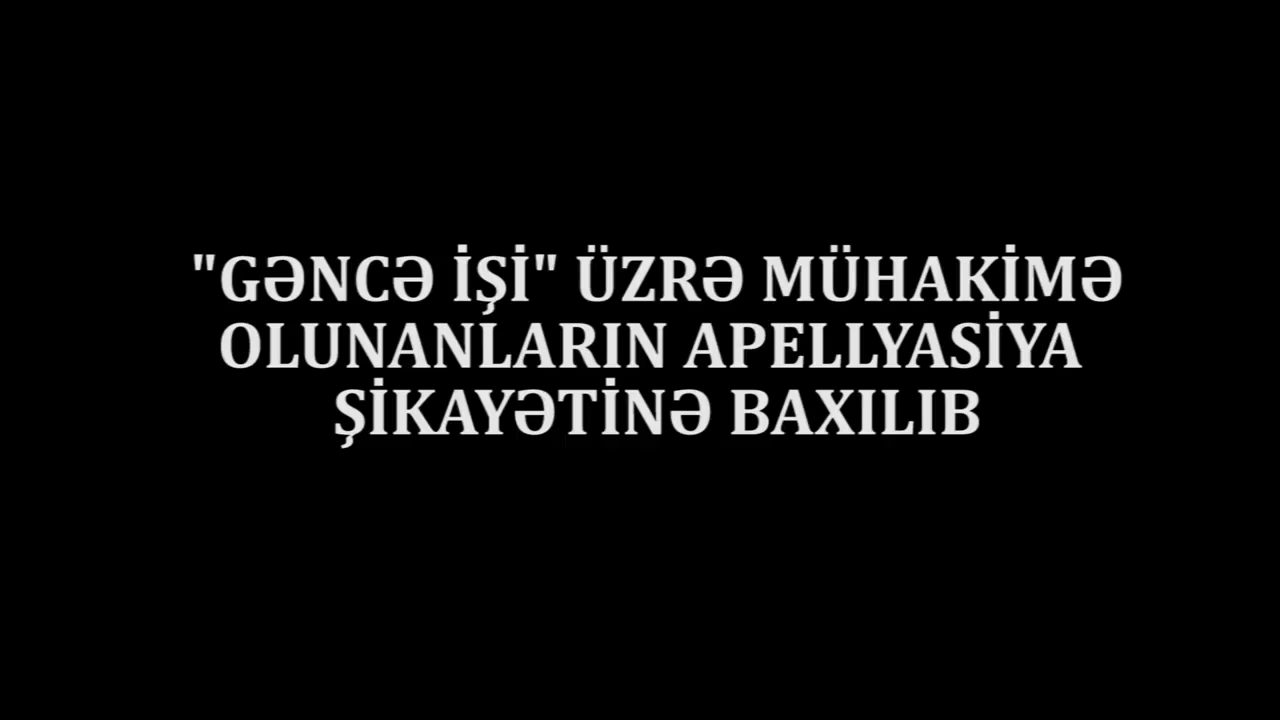 "GƏNCƏ İŞİ" ÜZRƏ MÜHAKİMƏ
OLUNANLARIN APELLYASİYA
ŞİKAYƏTİNƏ BAXILIB